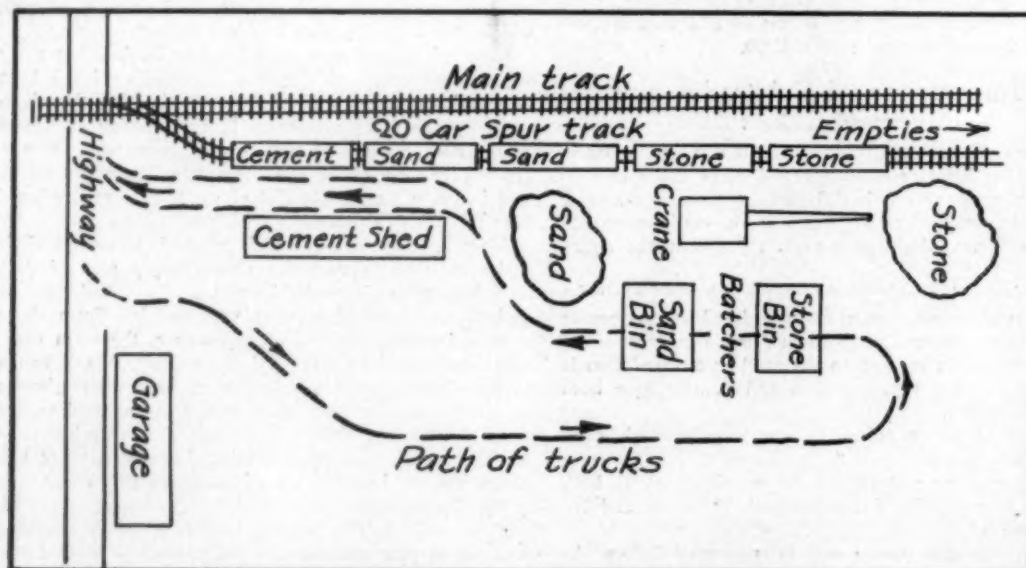 Main track
20 Car Spur track
Empties
Cement
Sand
Sand
Stone
Stone
Highway
Cement Shed
Sand
Crane
Stone
Sand
Bin
Batchers
Stone
Bin
Garage
Path of trucks